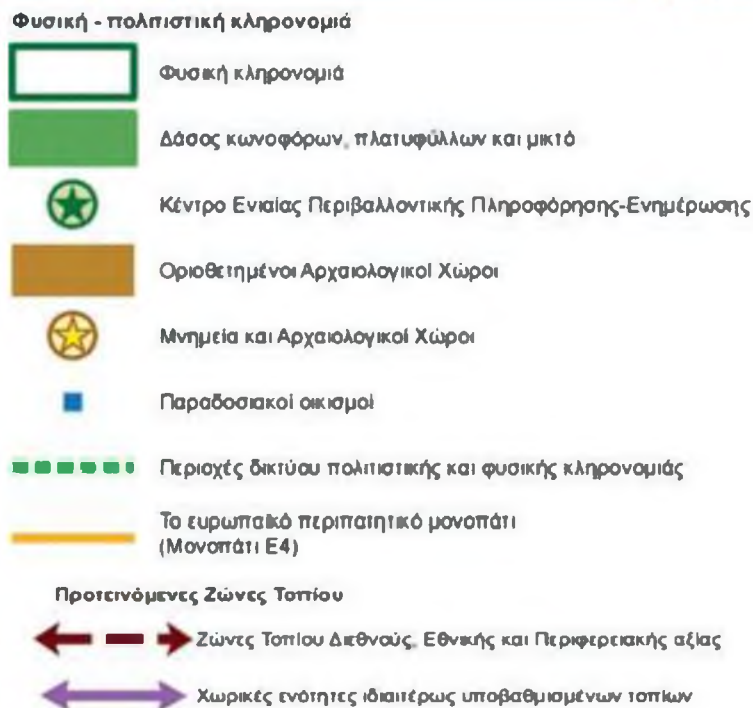 Φυσική - πολιτιστική κληρονομιά
Φυσική κληρονομιά
Δάσος κωνοφόρων, πλατυφύλλων και μικτό
Κέντρο Ενιαίας Περιβαλλοντικής Πληροφόρησης-Ενημέρωσης
Οριοθετημένοι Αρχαιολογικοί Χώροι
Μνημεία και Αρχαιολογικοί Χώροι
Παραδοσιακοί οικισμοί
Περιοχές δικτύου πολιτιστικής και φυσικής κληρονομιάς
Το ευρωπαϊκό περιπατητικό μονοπάτι
(Μονοπάτι Ε4)
Προτεινόμενες Ζώνες Τοπίου
Ζώνες Τοπίου Διεθνούς, Εθνικής και Περιφερειακής αξίας
Χωρικές ενότητες ιδιαιτέρως υποβαθμισμένων τοπίων